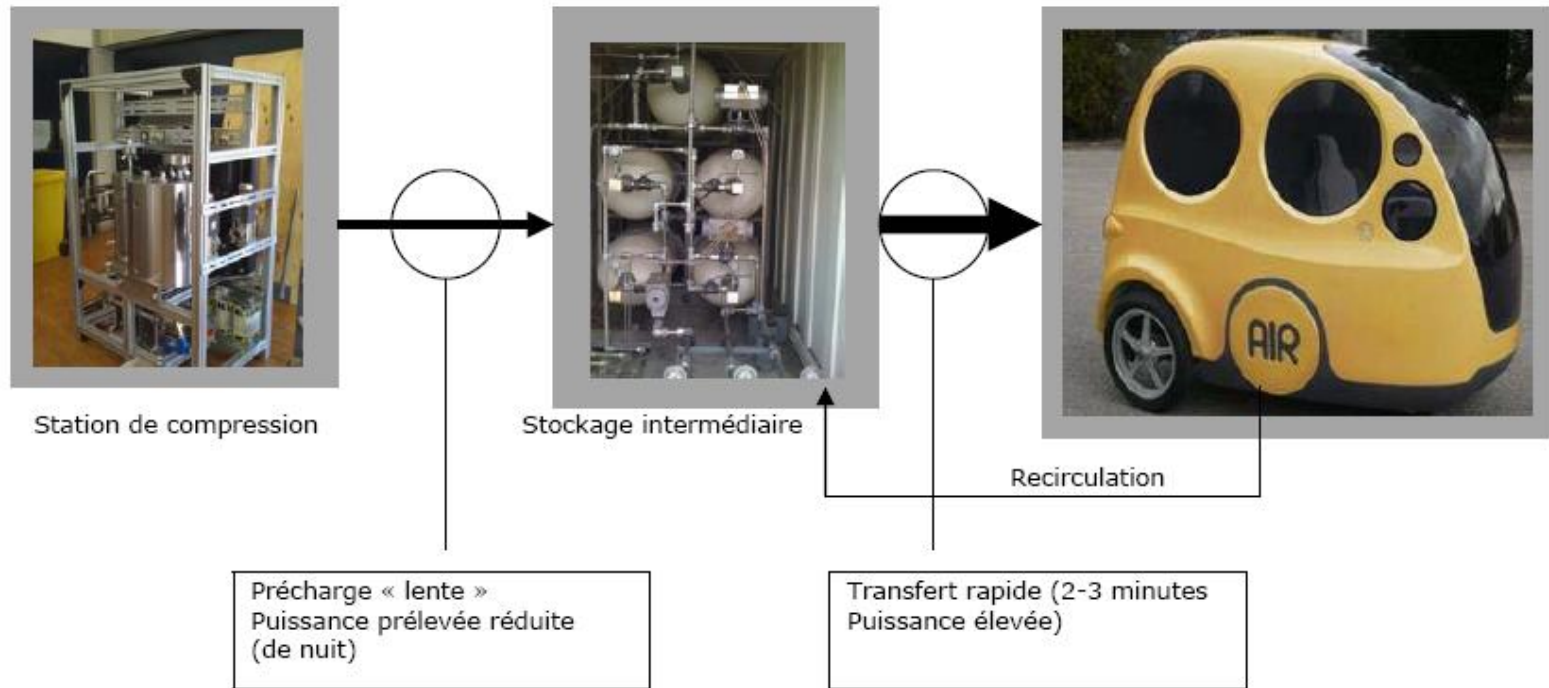 AIR
Station de compression
Stockage intermédiaire
Recirculation
Précharge « lente »
Puissance prélevée réduite
(de nuit)
Transfert rapide (2-3 minutes
Puissance élevée)